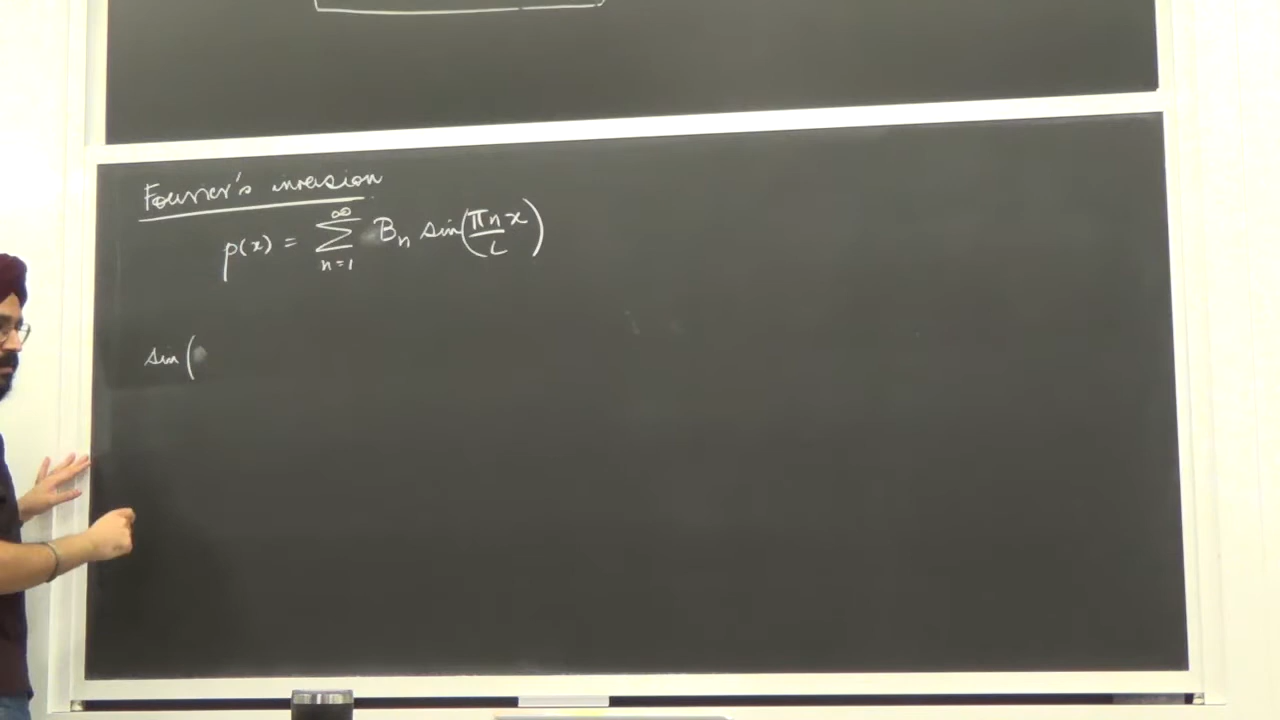 Fourier's inversion
p(x) = ∑_{n=1}^{∞} B_n sin(πnx/L)
sin(